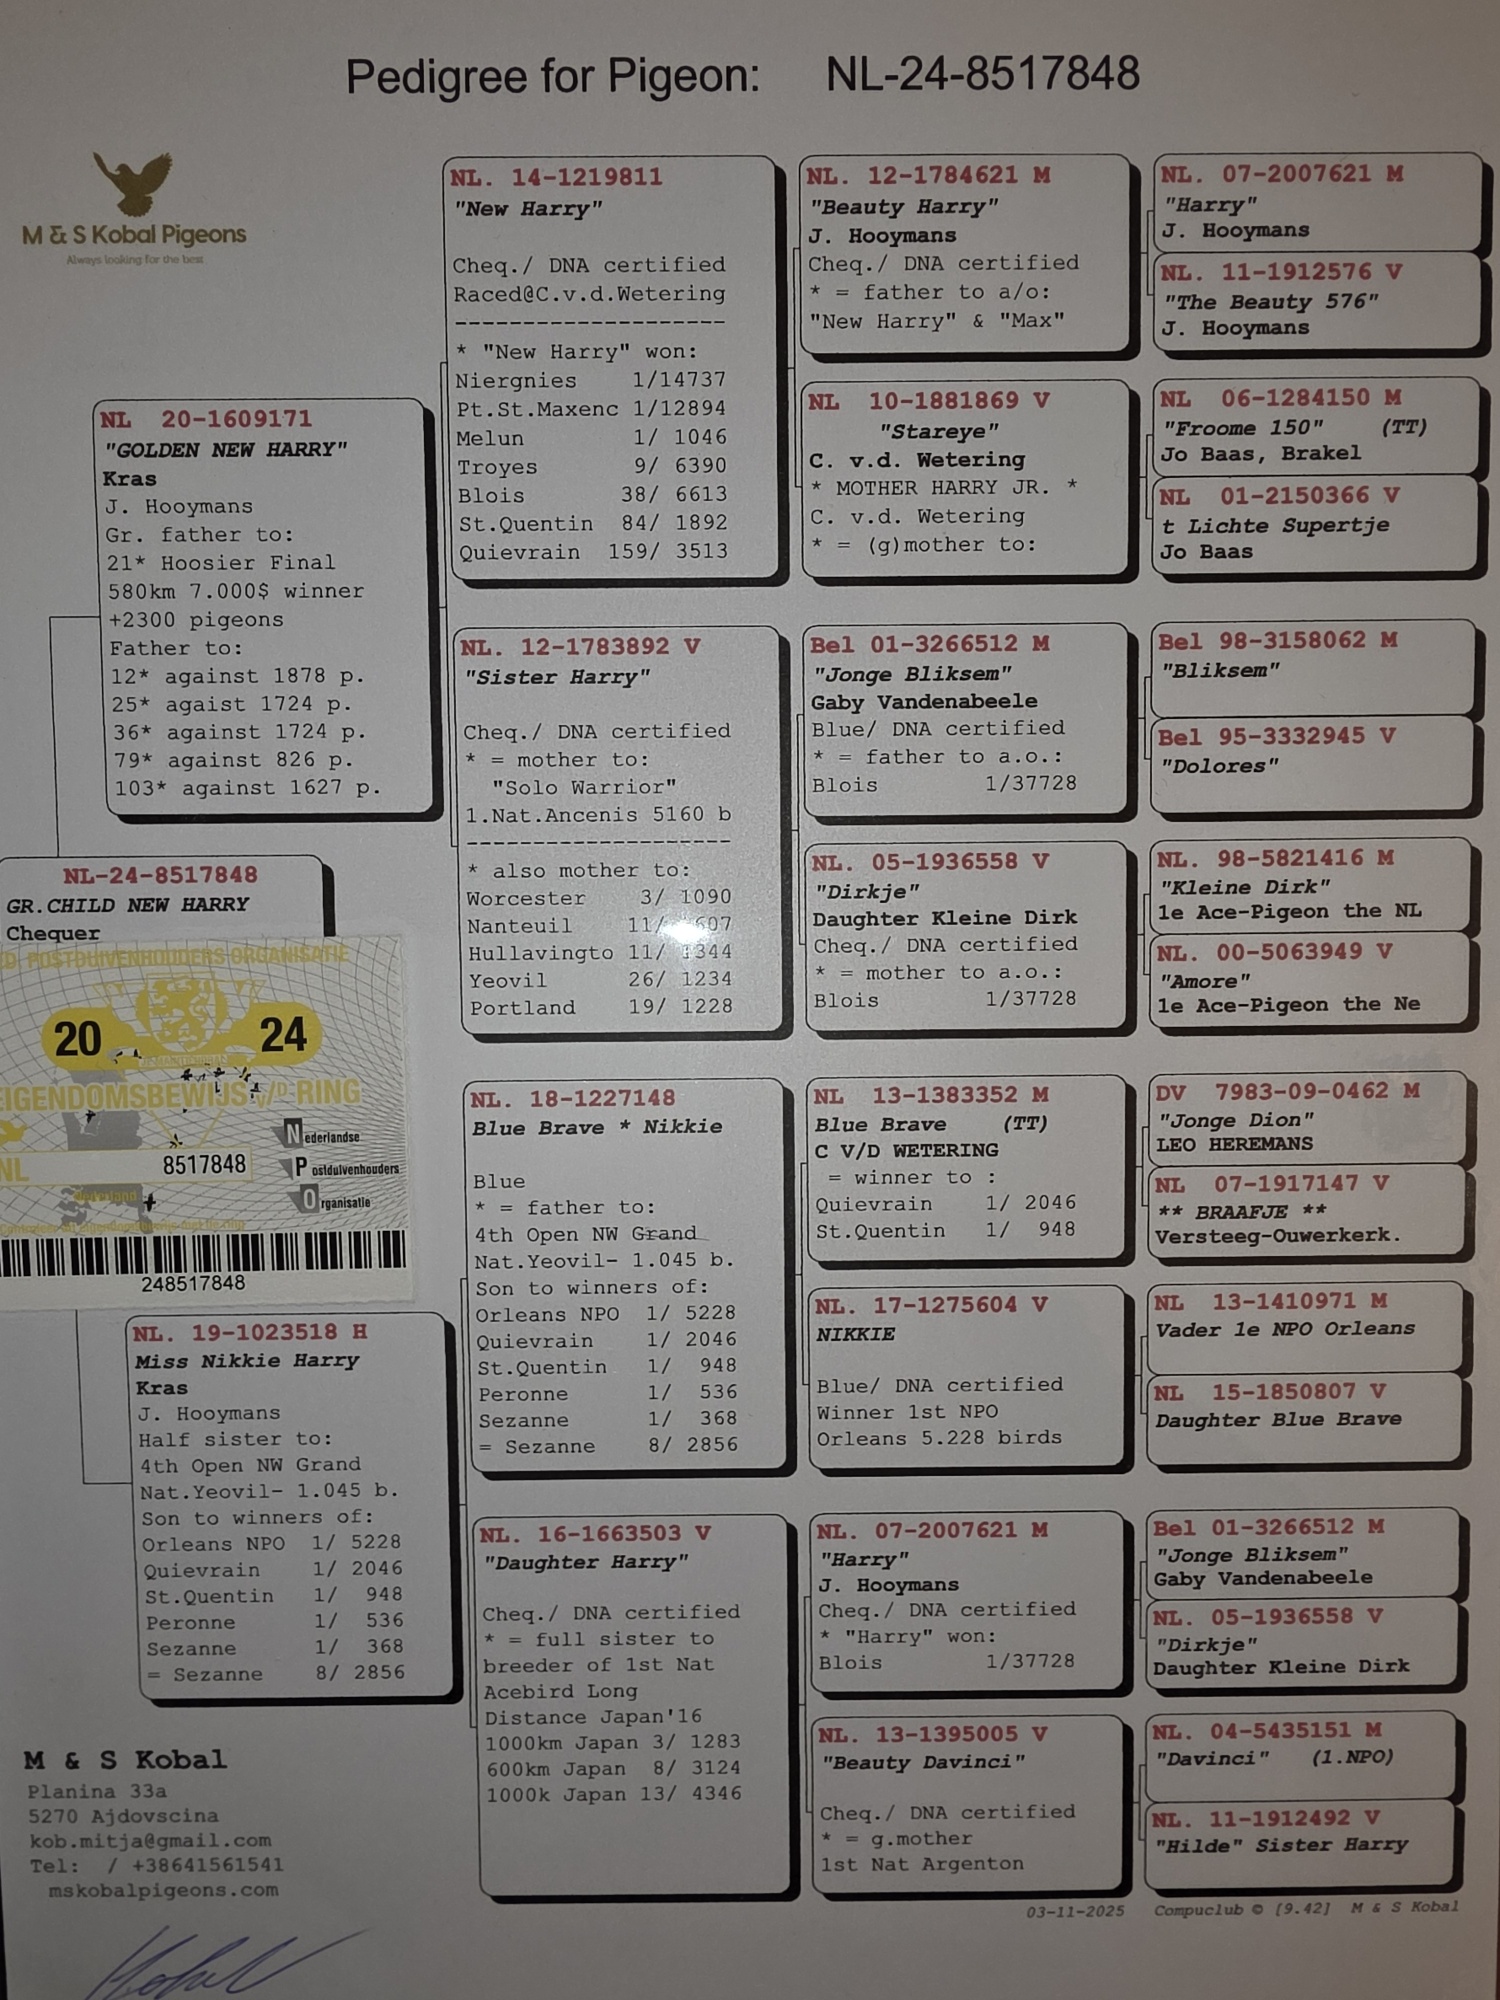 Pedigree for Pigeon: NL-24-8517848
M & S Kobal Pigeons
Always looking for the best
NL 20-1609171
"GOLDEN NEW HARRY"
Kras
J. Hooymans
Gr. father to:
21* Hoosier Final
580km 7.000$ winner
+2300 pigeons
Father to:
12* against 1878 p.
25* agaist 1724 p.
36* against 1724 p.
79* against 826 p.
103* against 1627 p.
NL-24-8517848
GR.CHILD NEW HARRY
Chequer
POSTDUIVENHOUDERS ORGANISATIE
20 24
EIGENDOMSBEWIJS v/D RING
NL 8517848
Nederlandse
Postduivenhouders
Organisatie
248517848
NL. 19-1023518 H
Miss Nikkie Harry
Kras
J. Hooymans
Half sister to:
4th Open NW Grand
Nat.Yeovil- 1.045 b.
Son to winners of:
Orleans NPO 1/ 5228
Quievrain 1/ 2046
St.Quentin 1/ 948
Peronne 1/ 536
Sezanne 1/ 368
= Sezanne 8/ 2856
M & S Kobal
Planina 33a
5270 Ajdovscina
kob.mitja@gmail.com
Tel: / +38641561541
mskobalpigeons.com
NL. 14-1219811
"New Harry"
Cheq./ DNA certified
Raced@C.v.d.Wetering
--------------------
* "New Harry" won:
Niergnies 1/14737
Pt.St.Maxenc 1/12894
Melun 1/ 1046
Troyes 9/ 6390
Blois 38/ 6613
St.Quentin 84/ 1892
Quievrain 159/ 3513
NL. 12-1783892 V
"Sister Harry"
Cheq./ DNA certified
* = mother to:
"Solo Warrior"
1.Nat.Ancenis 5160 b
--------------------
* also mother to:
Worcester 3/ 1090
Nanteuil 11/
Hullavingto 11/ 1344
Yeovil 26/ 1234
Portland 19/ 1228
NL. 18-1227148
Blue Brave * Nikkie
Blue
* = father to:
4th Open NW Grand
Nat.Yeovil- 1.045 b.
Son to winners of:
Orleans NPO 1/ 5228
Quievrain 1/ 2046
St.Quentin 1/ 948
Peronne 1/ 536
Sezanne 1/ 368
= Sezanne 8/ 2856
NL. 16-1663503 V
"Daughter Harry"
Cheq./ DNA certified
* = full sister to
breeder of 1st Nat
Acebird Long
Distance Japan'16
1000km Japan 3/ 1283
600km Japan 8/ 3124
1000k Japan 13/ 4346
NL. 12-1784621 M
"Beauty Harry"
J. Hooymans
Cheq./ DNA certified
* = father to a/o:
"New Harry" & "Max"
NL 10-1881869 V
"Stareye"
C. v.d. Wetering
* MOTHER HARRY JR. *
C. v.d. Wetering
* = (g)mother to:
Bel 01-3266512 M
"Jonge Bliksem"
Gaby Vandenabeele
Blue/ DNA certified
* = father to a.o.:
Blois 1/37728
NL. 05-1936558 V
"Dirkje"
Daughter Kleine Dirk
Cheq./ DNA certified
* = mother to a.o.:
Blois 1/37728
NL 13-1383352 M
Blue Brave (TT)
C V/D WETERING
= winner to :
Quievrain 1/ 2046
St.Quentin 1/ 948
NL. 17-1275604 V
NIKKIE
Blue/ DNA certified
Winner 1st NPO
Orleans 5.228 birds
NL. 07-2007621 M
"Harry"
J. Hooymans
Cheq./ DNA certified
* "Harry" won:
Blois 1/37728
NL. 13-1395005 V
"Beauty Davinci"
Cheq./ DNA certified
* = g.mother
1st Nat Argenton
NL. 07-2007621 M
"Harry"
J. Hooymans
NL. 11-1912576 V
"The Beauty 576"
J. Hooymans
NL 06-1284150 M
"Froome 150" (TT)
Jo Baas, Brakel
NL 01-2150366 V
t Lichte Supertje
Jo Baas
Bel 98-3158062 M
"Bliksem"
Bel 95-3332945 V
"Dolores"
NL. 98-5821416 M
"Kleine Dirk"
1e Ace-Pigeon the NL
NL. 00-5063949 V
"Amore"
1e Ace-Pigeon the Ne
DV 7983-09-0462 M
"Jonge Dion"
LEO HEREMANS
NL 07-1917147 V
** BRAAFJE **
Versteeg-Ouwerkerk.
NL 13-1410971 M
Vader 1e NPO Orleans
NL 15-1850807 V
Daughter Blue Brave
Bel 01-3266512 M
"Jonge Bliksem"
Gaby Vandenabeele
NL. 05-1936558 V
"Dirkje"
Daughter Kleine Dirk
NL. 04-5435151 M
"Davinci" (1.NPO)
NL. 11-1912492 V
"Hilde" Sister Harry
03-11-2025 Compuclub © [9.42] M & S Kobal